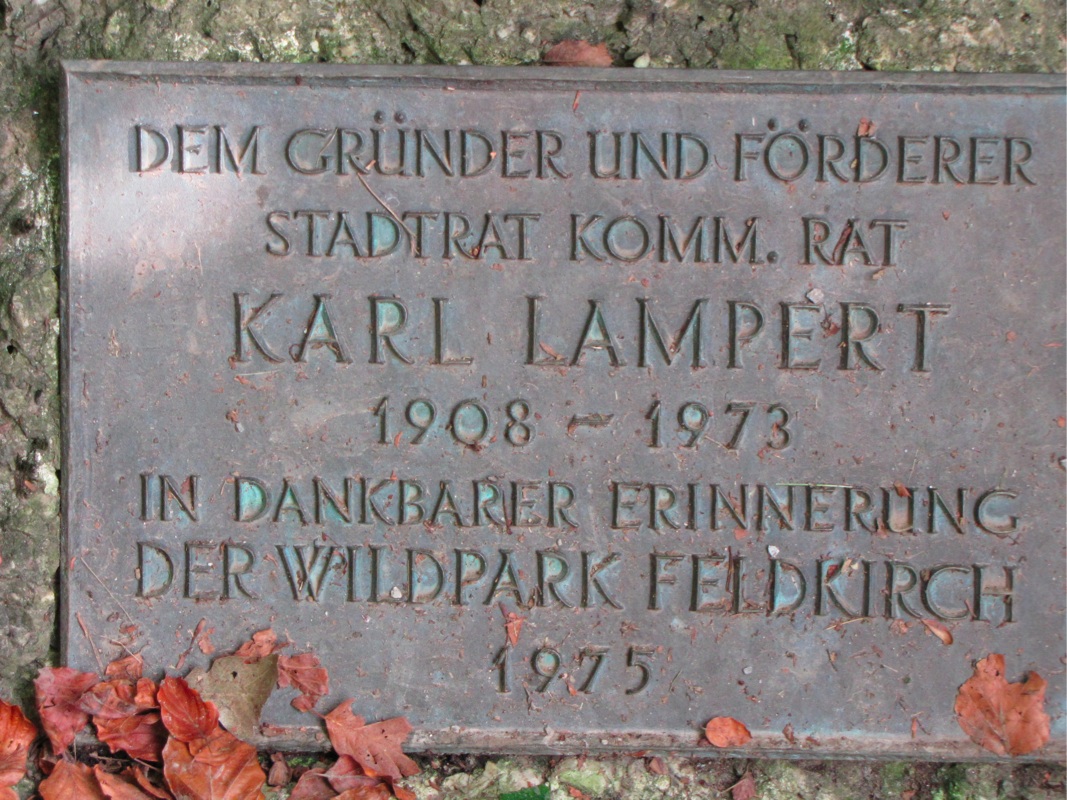 DEM GRÜNDER UND FÖRDERER
STADTRAT KOMM. RAT
KARL LAMPERT
1908 - 1973
IN DANKBARER ERINNERUNG
DER WILDPARK FELDKIRCH
1975